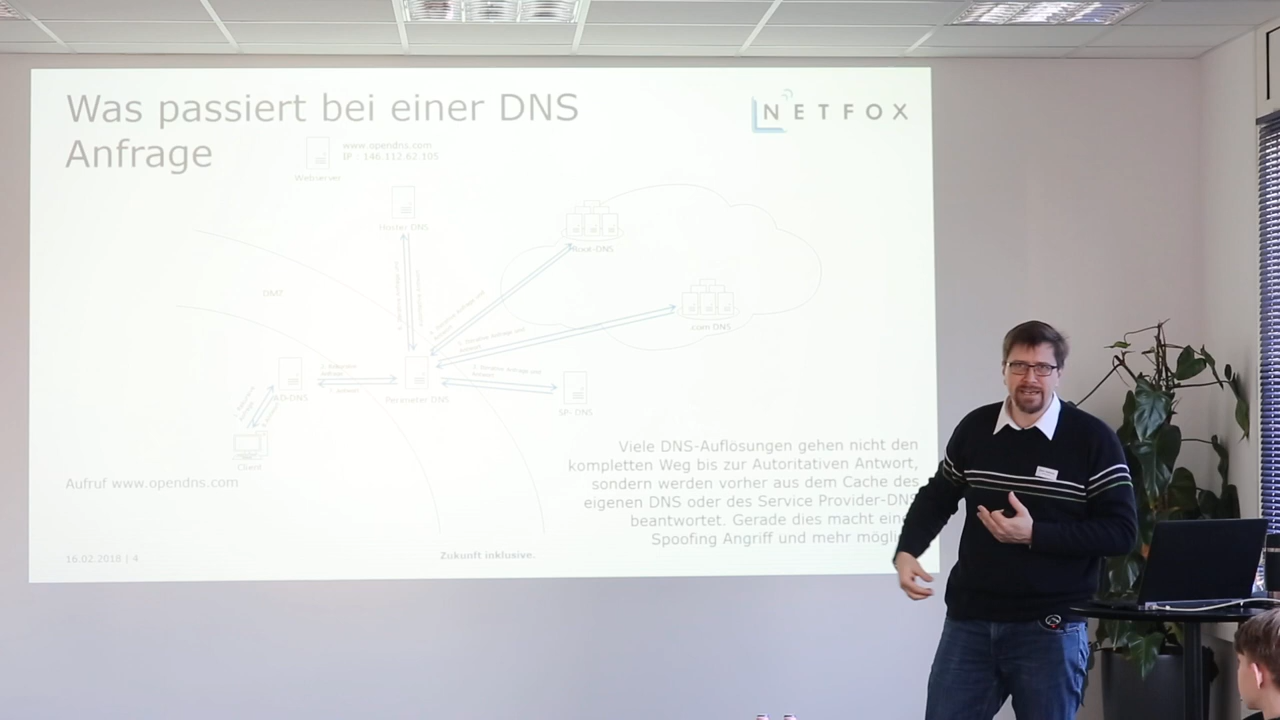 Was passiert bei einer DNS
Anfrage
NETFOX
www.opendns.com
IP : 146.112.62.105
Webserver
Hoster DNS
Root-DNS
DMZ
.com DNS
AD-DNS
Perimeter DNS
SP- DNS
Client
Aufruf www.opendns.com
Viele DNS-Auflösungen gehen nicht den
kompletten Weg bis zur Autoritativen Antwort,
sondern werden vorher aus dem Cache des
eigenen DNS oder des Service Provider-DNS
beantwortet. Gerade dies macht eine
Spoofing Angriff und mehr mögli
16.02.2018 | 4
Zukunft inklusive.